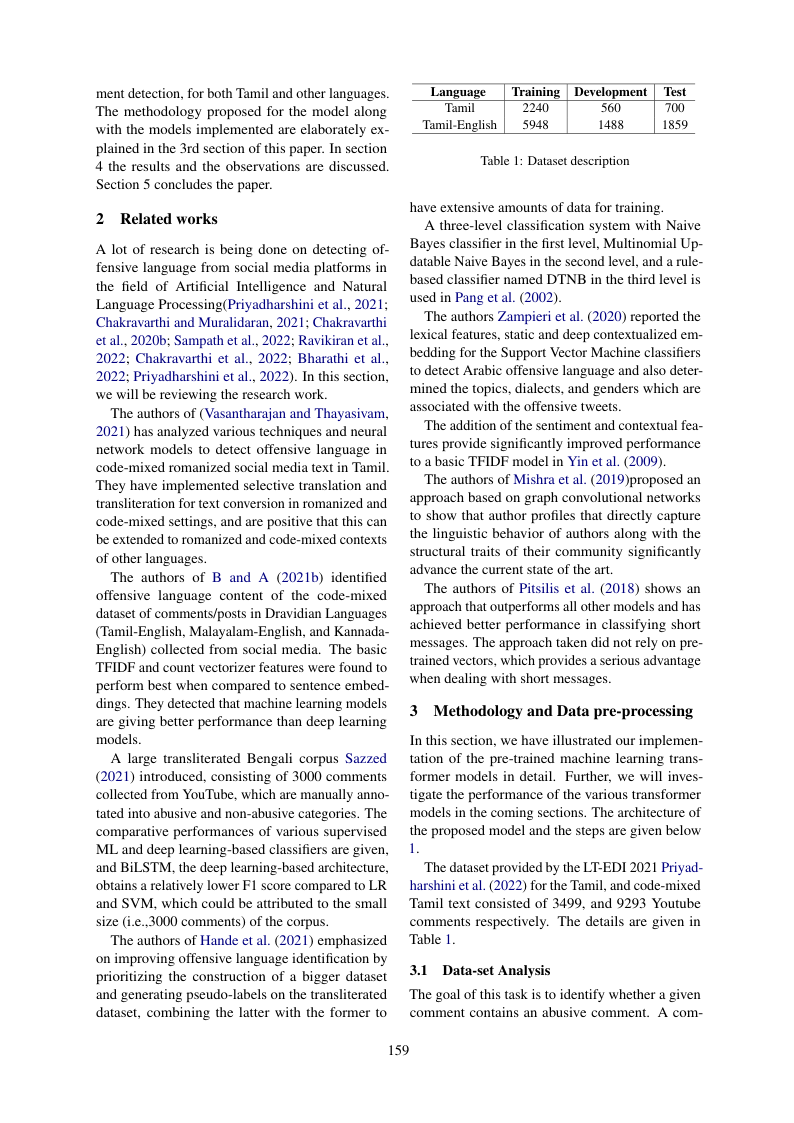 ment detection, for both Tamil and other languages.
The methodology proposed for the model along
with the models implemented are elaborately ex-
plained in the 3rd section of this paper. In section
4 the results and the observations are discussed.
Section 5 concludes the paper.
2 Related works
A lot of research is being done on detecting of-
fensive language from social media platforms in
the field of Artificial Intelligence and Natural
Language Processing(Priyadharshini et al., 2021;
Chakravarthi and Muralidaran, 2021; Chakravarthi
et al., 2020b; Sampath et al., 2022; Ravikiran et al.,
2022; Chakravarthi et al., 2022; Bharathi et al.,
2022; Priyadharshini et al., 2022). In this section,
we will be reviewing the research work.
The authors of (Vasantharajan and Thayasivam,
2021) has analyzed various techniques and neural
network models to detect offensive language in
code-mixed romanized social media text in Tamil.
They have implemented selective translation and
transliteration for text conversion in romanized and
code-mixed settings, and are positive that this can
be extended to romanized and code-mixed contexts
of other languages.
The authors of B and A (2021b) identified
offensive language content of the code-mixed
dataset of comments/posts in Dravidian Languages
(Tamil-English, Malayalam-English, and Kannada-
English) collected from social media. The basic
TFIDF and count vectorizer features were found to
perform best when compared to sentence embed-
dings. They detected that machine learning models
are giving better performance than deep learning
models.
A large transliterated Bengali corpus Sazzed
(2021) introduced, consisting of 3000 comments
collected from YouTube, which are manually anno-
tated into abusive and non-abusive categories. The
comparative performances of various supervised
ML and deep learning-based classifiers are given,
and BiLSTM, the deep learning-based architecture,
obtains a relatively lower F1 score compared to LR
and SVM, which could be attributed to the small
size (i.e.,3000 comments) of the corpus.
The authors of Hande et al. (2021) emphasized
on improving offensive language identification by
prioritizing the construction of a bigger dataset
and generating pseudo-labels on the transliterated
dataset, combining the latter with the former to
Language Training Development Test
Tamil 2240 560 700
Tamil-English 5948 1488 1859
Table 1: Dataset description
have extensive amounts of data for training.
A three-level classification system with Naive
Bayes classifier in the first level, Multinomial Up-
datable Naive Bayes in the second level, and a rule-
based classifier named DTNB in the third level is
used in Pang et al. (2002).
The authors Zampieri et al. (2020) reported the
lexical features, static and deep contextualized em-
bedding for the Support Vector Machine classifiers
to detect Arabic offensive language and also deter-
mined the topics, dialects, and genders which are
associated with the offensive tweets.
The addition of the sentiment and contextual fea-
tures provide significantly improved performance
to a basic TFIDF model in Yin et al. (2009).
The authors of Mishra et al. (2019)proposed an
approach based on graph convolutional networks
to show that author profiles that directly capture
the linguistic behavior of authors along with the
structural traits of their community significantly
advance the current state of the art.
The authors of Pitsilis et al. (2018) shows an
approach that outperforms all other models and has
achieved better performance in classifying short
messages. The approach taken did not rely on pre-
trained vectors, which provides a serious advantage
when dealing with short messages.
3 Methodology and Data pre-processing
In this section, we have illustrated our implemen-
tation of the pre-trained machine learning trans-
former models in detail. Further, we will inves-
tigate the performance of the various transformer
models in the coming sections. The architecture of
the proposed model and the steps are given below
1.
The dataset provided by the LT-EDI 2021 Priyad-
harshini et al. (2022) for the Tamil, and code-mixed
Tamil text consisted of 3499, and 9293 Youtube
comments respectively. The details are given in
Table 1.
3.1 Data-set Analysis
The goal of this task is to identify whether a given
comment contains an abusive comment. A com-
159